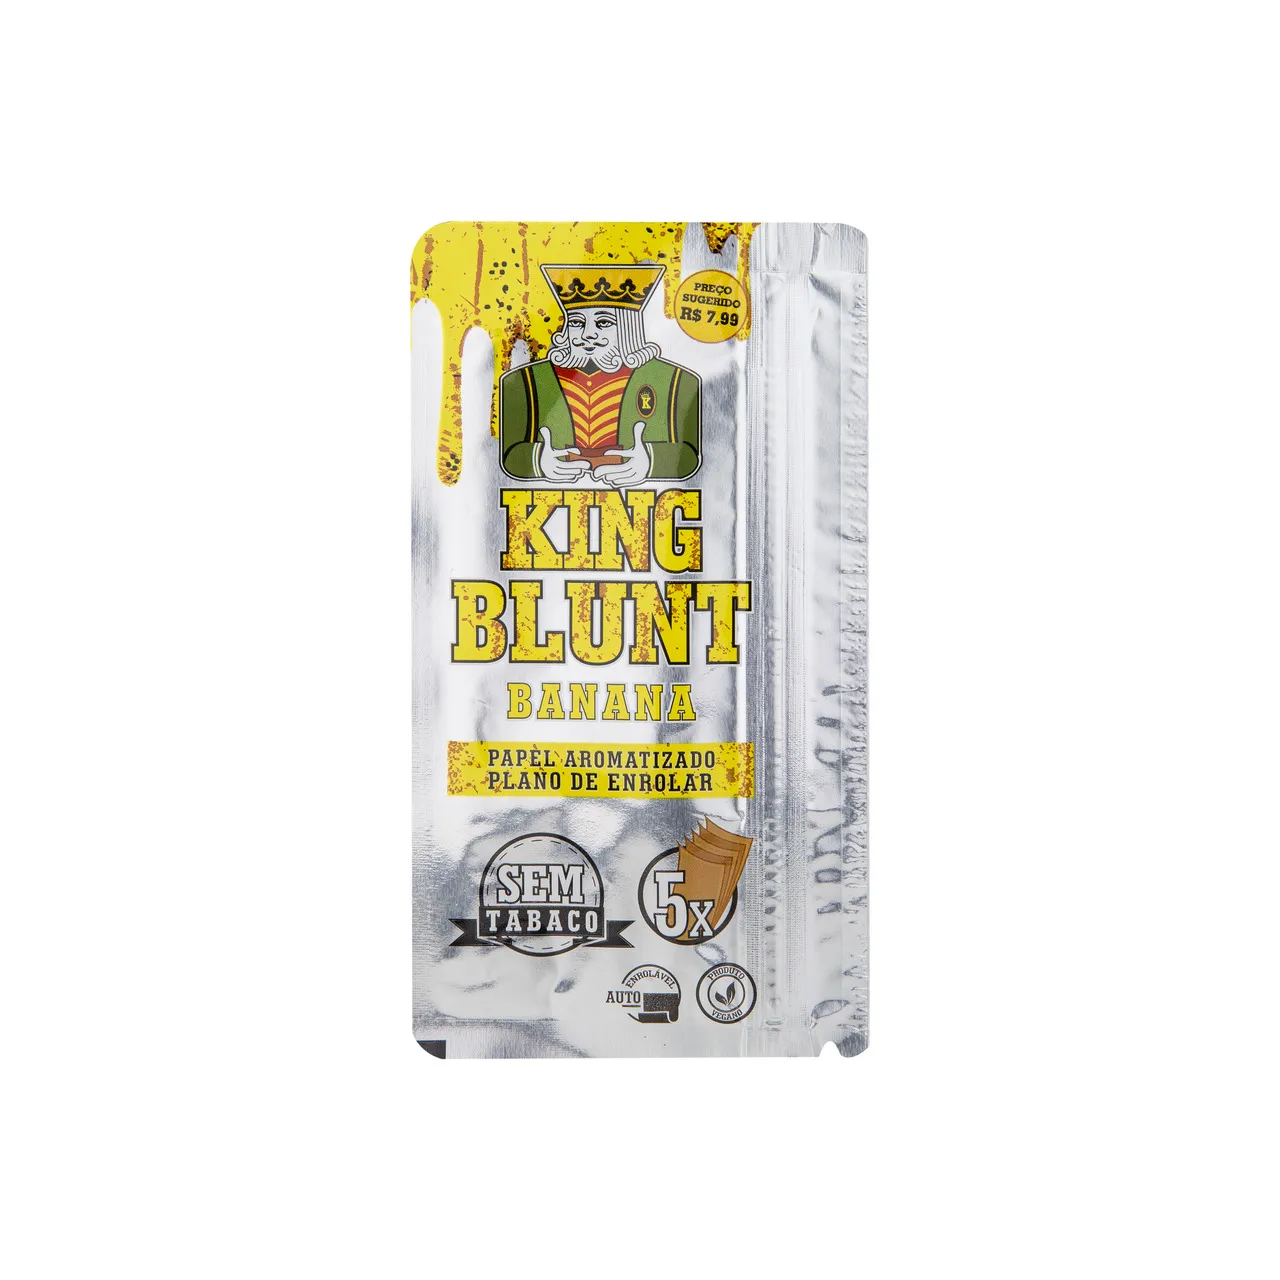 PREÇO
SUGERIDO
R$ 7,99
K
KING
BLUNT
BANANA
PAPEL AROMATIZADO
PLANO DE ENROLAR
SEM
TABACO
5X
AUTO
ENROLÁVEL
PRODUTO
VEGANO